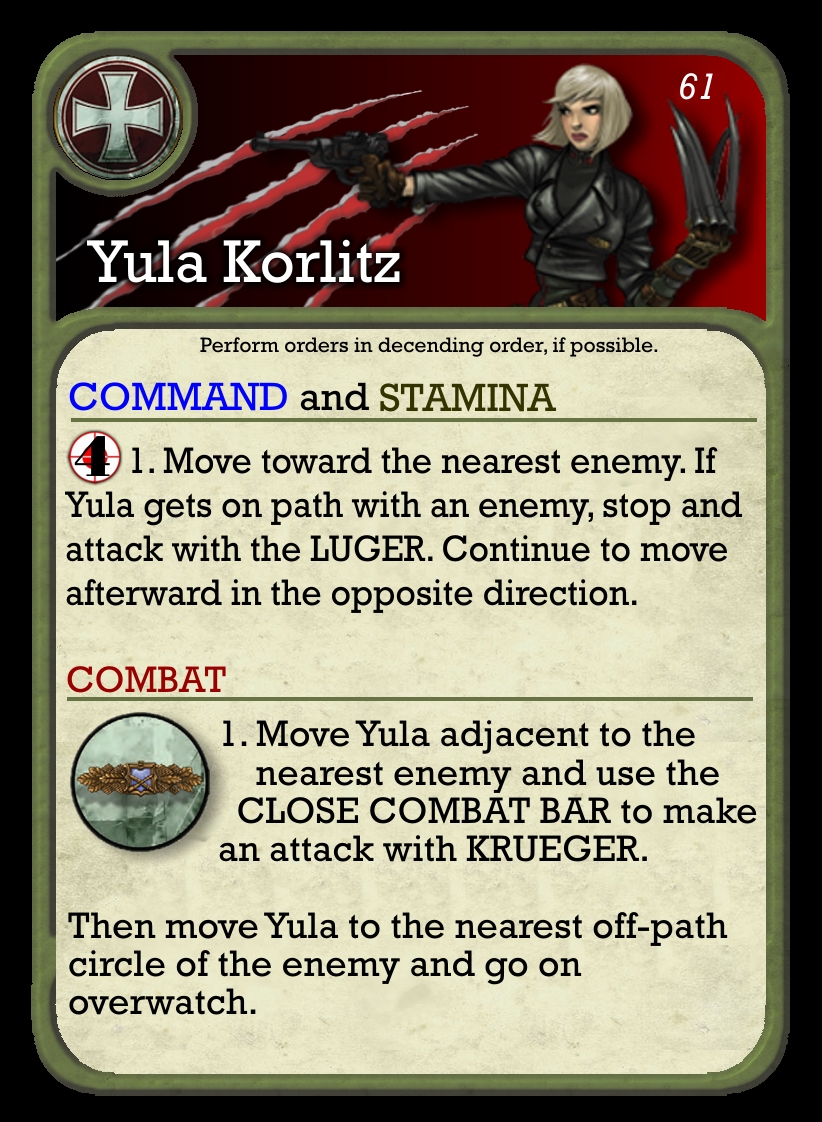 61
Yula Korlitz
Perform orders in decending order, if possible.
COMMAND and STAMINA
4 1. Move toward the nearest enemy. If
Yula gets on path with an enemy, stop and
attack with the LUGER. Continue to move
afterward in the opposite direction.
COMBAT
1. Move Yula adjacent to the
nearest enemy and use the
CLOSE COMBAT BAR to make
an attack with KRUEGER.
Then move Yula to the nearest off-path
circle of the enemy and go on
overwatch.